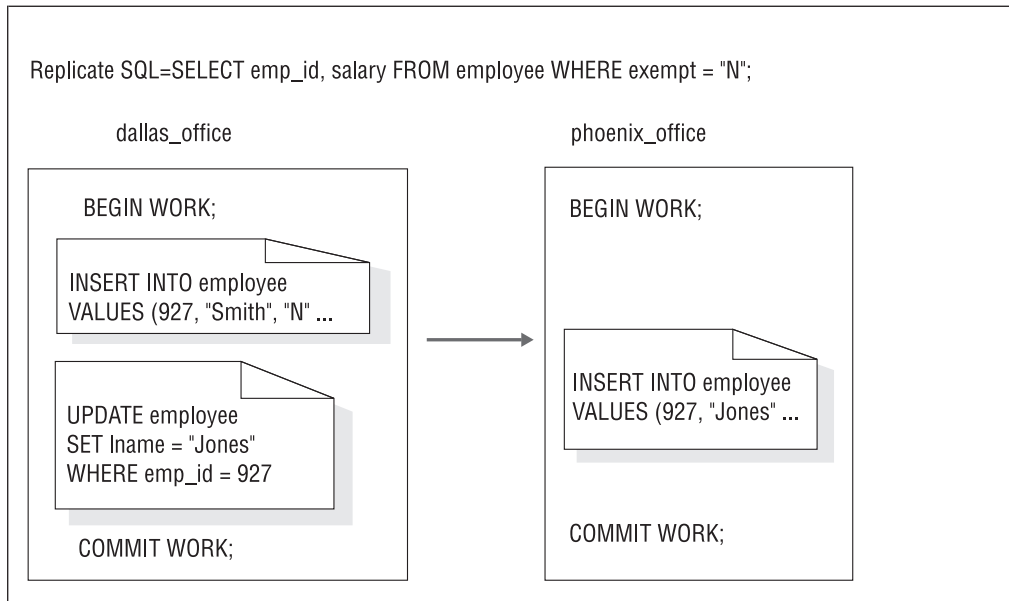 Replicate SQL=SELECT emp_id, salary FROM employee WHERE exempt = "N";
dallas_office
BEGIN WORK;
INSERT INTO employee
VALUES (927, "Smith", "N" ...
UPDATE employee
SET lname = "Jones"
WHERE emp_id = 927
COMMIT WORK;
phoenix_office
BEGIN WORK;
INSERT INTO employee
VALUES (927, "Jones" ...
COMMIT WORK;